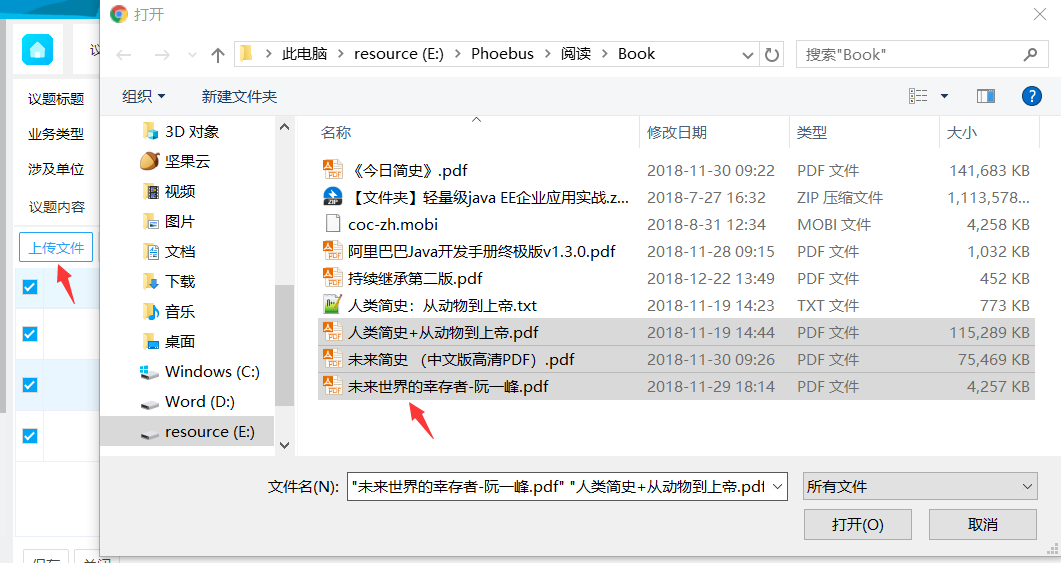 打开
议
此电脑 > resource (E:) > Phoebus > 阅读 > Book
搜索"Book"
组织 新建文件夹
议题标题
业务类型
涉及单位
议题内容
上传文件
3D 对象
坚果云
视频
图片
文档
下载
音乐
桌面
Windows (C:)
Word (D:)
resource (E:)
名称 修改日期 类型 大小
《今日简史》.pdf 2018-11-30 09:22 PDF 文件 141,683 KB
【文件夹】轻量级java EE企业应用实战.z... 2018-7-27 16:32 ZIP 压缩文件 1,113,578...
coc-zh.mobi 2018-8-31 12:34 MOBI 文件 4,258 KB
阿里巴巴Java开发手册终极版v1.3.0.pdf 2018-11-28 09:15 PDF 文件 1,032 KB
持续继承第二版.pdf 2018-12-22 13:49 PDF 文件 452 KB
人类简史：从动物到上帝.txt 2018-11-19 14:23 TXT 文件 773 KB
人类简史+从动物到上帝.pdf 2018-11-19 14:44 PDF 文件 115,289 KB
未来简史 （中文版高清PDF）.pdf 2018-11-30 09:26 PDF 文件 75,469 KB
未来世界的幸存者-阮一峰.pdf 2018-11-29 18:14 PDF 文件 4,257 KB
文件名(N): "未来世界的幸存者-阮一峰.pdf" "人类简史+从动物到上帝.pdf 所有文件
打开(O) 取消
保存 关闭